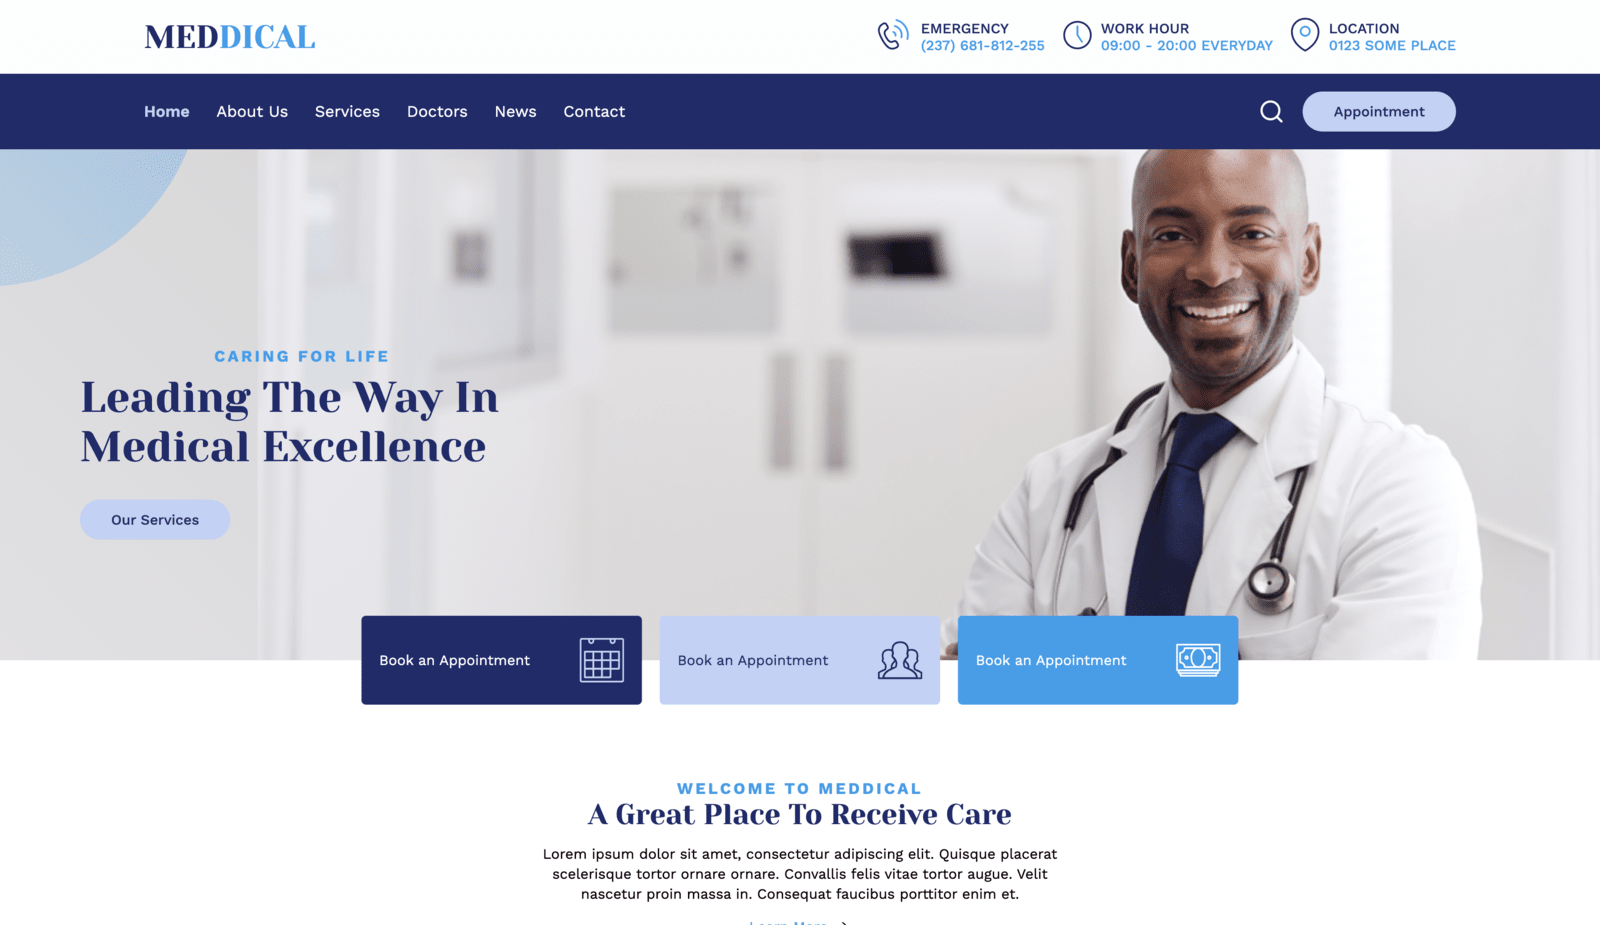 MEDDICAL
EMERGENCY
(237) 681-812-255
WORK HOUR
09:00 - 20:00 EVERYDAY
LOCATION
0123 SOME PLACE
Home
About Us
Services
Doctors
News
Contact
Appointment
CARING FOR LIFE
Leading The Way In
Medical Excellence
Our Services
Book an Appointment
Book an Appointment
Book an Appointment
WELCOME TO MEDDICAL
A Great Place To Receive Care
Lorem ipsum dolor sit amet, consectetur adipiscing elit. Quisque placerat
scelerisque tortor ornare ornare. Convallis felis vitae tortor augue. Velit
nascetur proin massa in. Consequat faucibus porttitor enim et.
Learn More